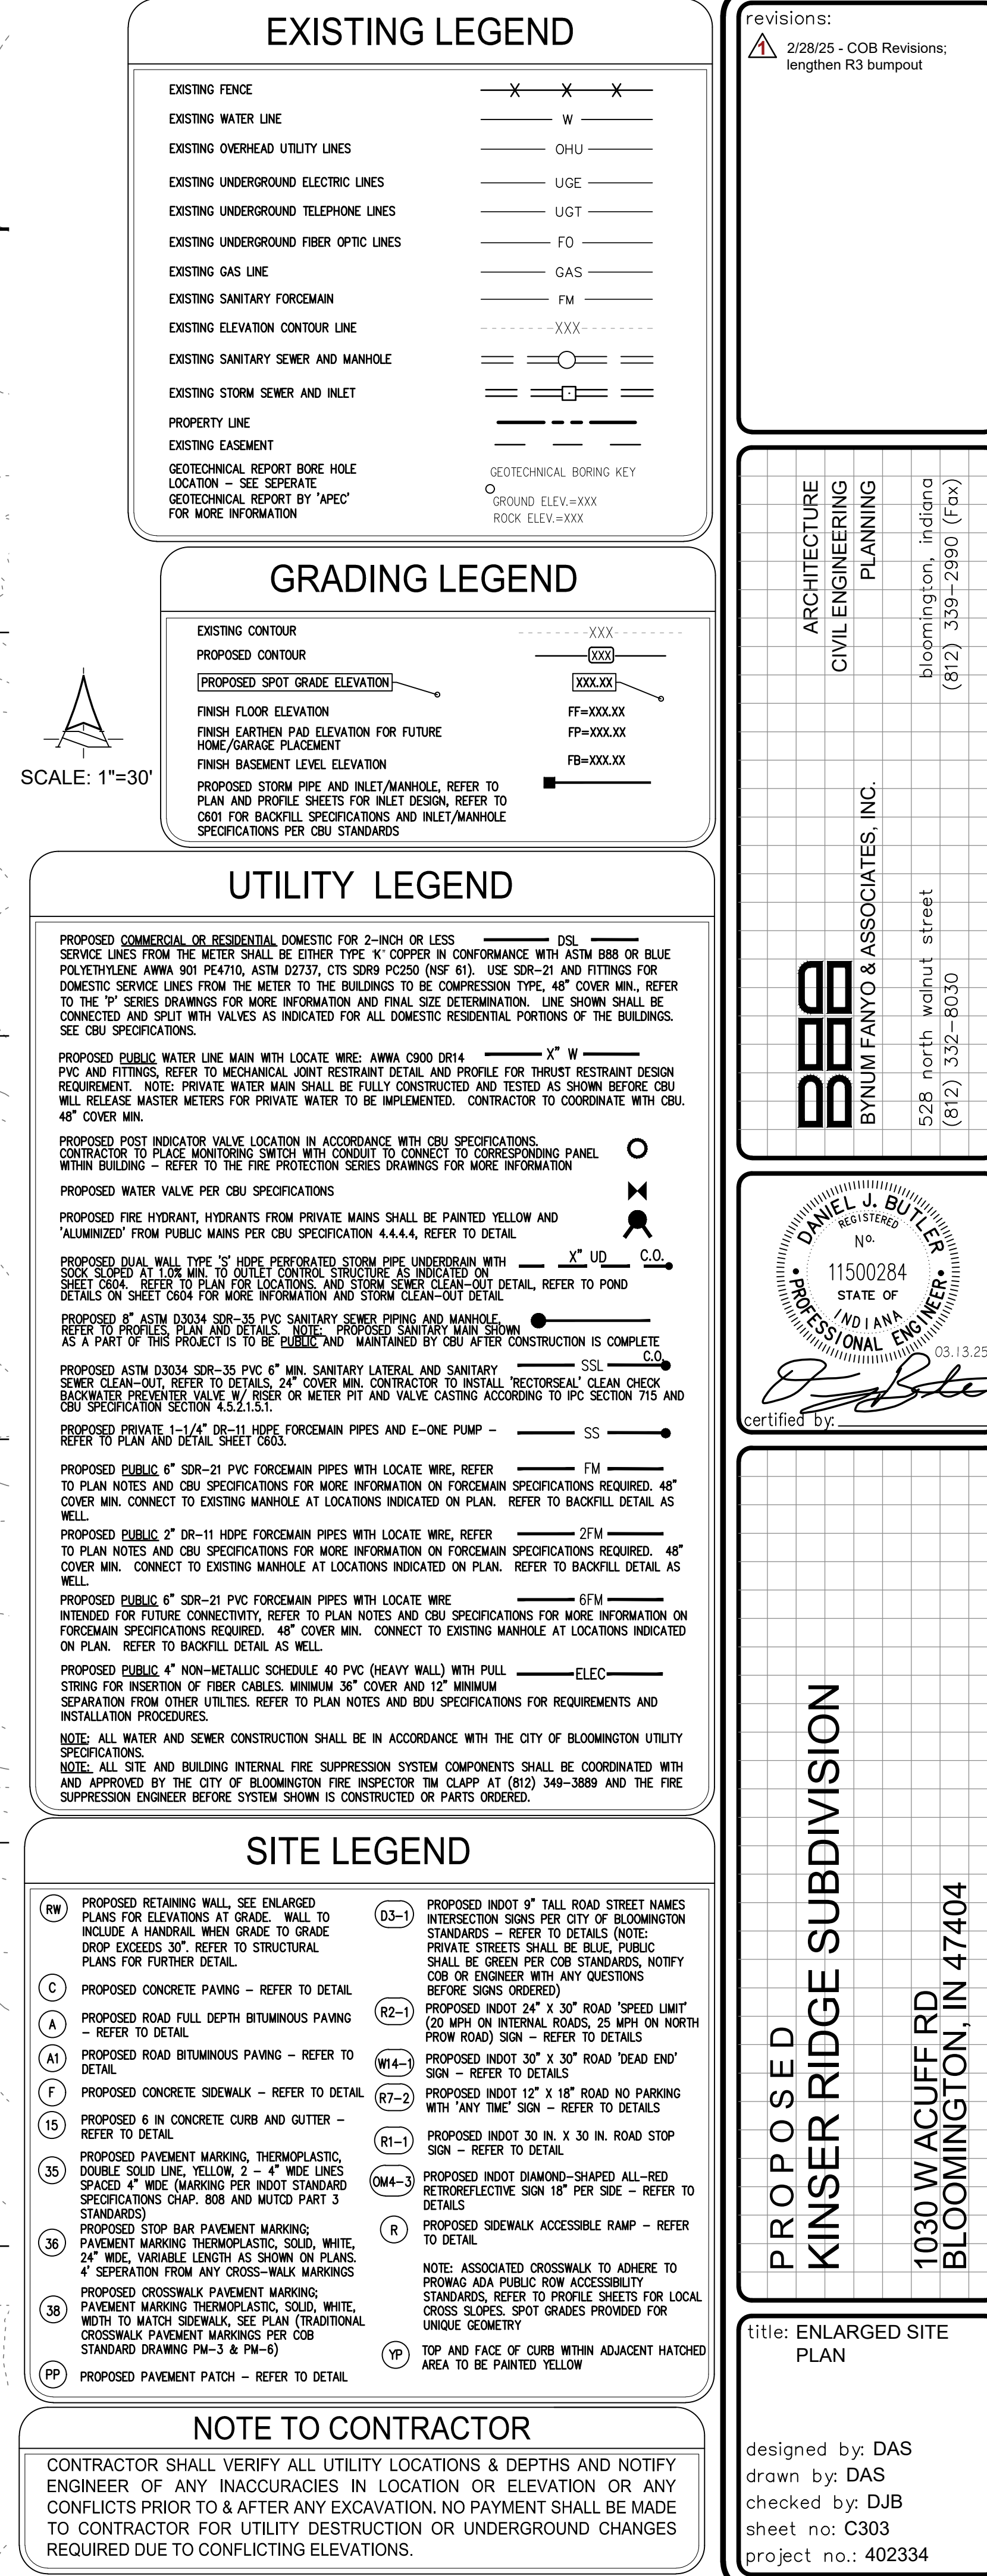 EXISTING LEGEND
EXISTING FENCE
X X X
EXISTING WATER LINE
W
EXISTING OVERHEAD UTILITY LINES
OHU
EXISTING UNDERGROUND ELECTRIC LINES
UGE
EXISTING UNDERGROUND TELEPHONE LINES
UGT
EXISTING UNDERGROUND FIBER OPTIC LINES
FO
EXISTING GAS LINE
GAS
EXISTING SANITARY FORCEMAIN
FM
EXISTING ELEVATION CONTOUR LINE
XXX
EXISTING SANITARY SEWER AND MANHOLE
EXISTING STORM SEWER AND INLET
PROPERTY LINE
EXISTING EASEMENT
GEOTECHNICAL REPORT BORE HOLE
LOCATION – SEE SEPERATE
GEOTECHNICAL REPORT BY 'APEC'
FOR MORE INFORMATION
GEOTECHNICAL BORING KEY
GROUND ELEV.=XXX
ROCK ELEV.=XXX
GRADING LEGEND
EXISTING CONTOUR
XXX
PROPOSED CONTOUR
XXX
PROPOSED SPOT GRADE ELEVATION
XXX.XX
FINISH FLOOR ELEVATION
FF=XXX.XX
FINISH EARTHEN PAD ELEVATION FOR FUTURE
HOME/GARAGE PLACEMENT
FP=XXX.XX
FINISH BASEMENT LEVEL ELEVATION
FB=XXX.XX
PROPOSED STORM PIPE AND INLET/MANHOLE, REFER TO
PLAN AND PROFILE SHEETS FOR INLET DESIGN, REFER TO
C601 FOR BACKFILL SPECIFICATIONS AND INLET/MANHOLE
SPECIFICATIONS PER CBU STANDARDS
SCALE: 1"=30'
UTILITY LEGEND
PROPOSED COMMERCIAL OR RESIDENTIAL DOMESTIC FOR 2-INCH OR LESS DSL
SERVICE LINES FROM THE METER SHALL BE EITHER TYPE 'K' COPPER IN CONFORMANCE WITH ASTM B88 OR BLUE
POLYETHYLENE AWWA 901 PE4710, ASTM D2737, CTS SDR9 PC250 (NSF 61). USE SDR-21 AND FITTINGS FOR
DOMESTIC SERVICE LINES FROM THE METER TO THE BUILDINGS TO BE COMPRESSION TYPE, 48" COVER MIN., REFER
TO THE 'P' SERIES DRAWINGS FOR MORE INFORMATION AND FINAL SIZE DETERMINATION. LINE SHOWN SHALL BE
CONNECTED AND SPLIT WITH VALVES AS INDICATED FOR ALL DOMESTIC RESIDENTIAL PORTIONS OF THE BUILDINGS.
SEE CBU SPECIFICATIONS.
PROPOSED PUBLIC WATER LINE MAIN WITH LOCATE WIRE: AWWA C900 DR14 X" W
PVC AND FITTINGS, REFER TO MECHANICAL JOINT RESTRAINT DETAIL AND PROFILE FOR THRUST RESTRAINT DESIGN
REQUIREMENT. NOTE: PRIVATE WATER MAIN SHALL BE FULLY CONSTRUCTED AND TESTED AS SHOWN BEFORE CBU
WILL RELEASE MASTER METERS FOR PRIVATE WATER TO BE IMPLEMENTED. CONTRACTOR TO COORDINATE WITH CBU.
48" COVER MIN.
PROPOSED POST INDICATOR VALVE LOCATION IN ACCORDANCE WITH CBU SPECIFICATIONS.
CONTRACTOR TO PLACE MONITORING SWITCH WITH CONDUIT TO CONNECT TO CORRESPONDING PANEL
WITHIN BUILDING – REFER TO THE FIRE PROTECTION SERIES DRAWINGS FOR MORE INFORMATION
PROPOSED WATER VALVE PER CBU SPECIFICATIONS
PROPOSED FIRE HYDRANT, HYDRANTS FROM PRIVATE MAINS SHALL BE PAINTED YELLOW AND
'ALUMINIZED' FROM PUBLIC MAINS PER CBU SPECIFICATION 4.4.4.4, REFER TO DETAIL
PROPOSED DUAL WALL TYPE 'S' HDPE PERFORATED STORM PIPE UNDERDRAIN WITH X" UD C.O.
SOCK SLOPED AT 1.0% MIN. TO OUTLET CONTROL STRUCTURE AS INDICATED ON
SHEET C604. REFER TO PLAN FOR LOCATIONS. AND STORM SEWER CLEAN-OUT DETAIL, REFER TO POND
DETAILS ON SHEET C604 FOR MORE INFORMATION AND STORM CLEAN-OUT DETAIL
PROPOSED 8" ASTM D3034 SDR-35 PVC SANITARY SEWER PIPING AND MANHOLE,
REFER TO PROFILES, PLAN AND DETAILS. NOTE: PROPOSED SANITARY MAIN SHOWN
AS A PART OF THIS PROJECT IS TO BE PUBLIC AND MAINTAINED BY CBU AFTER CONSTRUCTION IS COMPLETE
PROPOSED ASTM D3034 SDR-35 PVC 6" MIN. SANITARY LATERAL AND SANITARY SSL C.O.
SEWER CLEAN-OUT, REFER TO DETAILS, 24" COVER MIN. CONTRACTOR TO INSTALL 'RECTORSEAL' CLEAN CHECK
BACKWATER PREVENTER VALVE W/ RISER OR METER PIT AND VALVE CASTING ACCORDING TO IPC SECTION 715 AND
CBU SPECIFICATION SECTION 4.5.2.1.5.1.
PROPOSED PRIVATE 1-1/4" DR-11 HDPE FORCEMAIN PIPES AND E-ONE PUMP – SS
REFER TO PLAN AND DETAIL SHEET C603.
PROPOSED PUBLIC 6" SDR-21 PVC FORCEMAIN PIPES WITH LOCATE WIRE, REFER FM
TO PLAN NOTES AND CBU SPECIFICATIONS FOR MORE INFORMATION ON FORCEMAIN SPECIFICATIONS REQUIRED. 48"
COVER MIN. CONNECT TO EXISTING MANHOLE AT LOCATIONS INDICATED ON PLAN. REFER TO BACKFILL DETAIL AS
WELL.
PROPOSED PUBLIC 2" DR-11 HDPE FORCEMAIN PIPES WITH LOCATE WIRE, REFER 2FM
TO PLAN NOTES AND CBU SPECIFICATIONS FOR MORE INFORMATION ON FORCEMAIN SPECIFICATIONS REQUIRED. 48"
COVER MIN. CONNECT TO EXISTING MANHOLE AT LOCATIONS INDICATED ON PLAN. REFER TO BACKFILL DETAIL AS
WELL.
PROPOSED PUBLIC 6" SDR-21 PVC FORCEMAIN PIPES WITH LOCATE WIRE 6FM
INTENDED FOR FUTURE CONNECTIVITY, REFER TO PLAN NOTES AND CBU SPECIFICATIONS FOR MORE INFORMATION ON
FORCEMAIN SPECIFICATIONS REQUIRED. 48" COVER MIN. CONNECT TO EXISTING MANHOLE AT LOCATIONS INDICATED
ON PLAN. REFER TO BACKFILL DETAIL AS WELL.
PROPOSED PUBLIC 4" NON-METALLIC SCHEDULE 40 PVC (HEAVY WALL) WITH PULL ELEC
STRING FOR INSERTION OF FIBER CABLES. MINIMUM 36" COVER AND 12" MINIMUM
SEPARATION FROM OTHER UTILTIES. REFER TO PLAN NOTES AND BDU SPECIFICATIONS FOR REQUIREMENTS AND
INSTALLATION PROCEDURES.
NOTE: ALL WATER AND SEWER CONSTRUCTION SHALL BE IN ACCORDANCE WITH THE CITY OF BLOOMINGTON UTILITY
SPECIFICATIONS.
NOTE: ALL SITE AND BUILDING INTERNAL FIRE SUPPRESSION SYSTEM COMPONENTS SHALL BE COORDINATED WITH
AND APPROVED BY THE CITY OF BLOOMINGTON FIRE INSPECTOR TIM CLAPP AT (812) 349-3889 AND THE FIRE
SUPPRESSION ENGINEER BEFORE SYSTEM SHOWN IS CONSTRUCTED OR PARTS ORDERED.
SITE LEGEND
RW
PROPOSED RETAINING WALL, SEE ENLARGED
PLANS FOR ELEVATIONS AT GRADE. WALL TO
INCLUDE A HANDRAIL WHEN GRADE TO GRADE
DROP EXCEEDS 30". REFER TO STRUCTURAL
PLANS FOR FURTHER DETAIL.
C
PROPOSED CONCRETE PAVING – REFER TO DETAIL
A
PROPOSED ROAD FULL DEPTH BITUMINOUS PAVING
– REFER TO DETAIL
A1
PROPOSED ROAD BITUMINOUS PAVING – REFER TO
DETAIL
F
PROPOSED CONCRETE SIDEWALK – REFER TO DETAIL
15
PROPOSED 6 IN CONCRETE CURB AND GUTTER –
REFER TO DETAIL
35
PROPOSED PAVEMENT MARKING, THERMOPLASTIC,
DOUBLE SOLID LINE, YELLOW, 2 – 4" WIDE LINES
SPACED 4" WIDE (MARKING PER INDOT STANDARD
SPECIFICATIONS CHAP. 808 AND MUTCD PART 3
STANDARDS)
36
PROPOSED STOP BAR PAVEMENT MARKING;
PAVEMENT MARKING THERMOPLASTIC, SOLID, WHITE,
24" WIDE, VARIABLE LENGTH AS SHOWN ON PLANS.
4' SEPERATION FROM ANY CROSS-WALK MARKINGS
38
PROPOSED CROSSWALK PAVEMENT MARKING;
PAVEMENT MARKING THERMOPLASTIC, SOLID, WHITE,
WIDTH TO MATCH SIDEWALK, SEE PLAN (TRADITIONAL
CROSSWALK PAVEMENT MARKINGS PER COB
STANDARD DRAWING PM-3 & PM-6)
PP
PROPOSED PAVEMENT PATCH – REFER TO DETAIL
D3-1
PROPOSED INDOT 9" TALL ROAD STREET NAMES
INTERSECTION SIGNS PER CITY OF BLOOMINGTON
STANDARDS – REFER TO DETAILS (NOTE:
PRIVATE STREETS SHALL BE BLUE, PUBLIC
SHALL BE GREEN PER COB STANDARDS, NOTIFY
COB OR ENGINEER WITH ANY QUESTIONS
BEFORE SIGNS ORDERED)
R2-1
PROPOSED INDOT 24" X 30" ROAD 'SPEED LIMIT'
(20 MPH ON INTERNAL ROADS, 25 MPH ON NORTH
PROW ROAD) SIGN – REFER TO DETAILS
W14-1
PROPOSED INDOT 30" X 30" ROAD 'DEAD END'
SIGN – REFER TO DETAILS
R7-2
PROPOSED INDOT 12" X 18" ROAD NO PARKING
WITH 'ANY TIME' SIGN – REFER TO DETAILS
R1-1
PROPOSED INDOT 30 IN. X 30 IN. ROAD STOP
SIGN – REFER TO DETAIL
OM4-3
PROPOSED INDOT DIAMOND-SHAPED ALL-RED
RETROREFLECTIVE SIGN 18" PER SIDE – REFER TO
DETAILS
R
PROPOSED SIDEWALK ACCESSIBLE RAMP – REFER
TO DETAIL
NOTE: ASSOCIATED CROSSWALK TO ADHERE TO
PROWAG ADA PUBLIC ROW ACCESSIBILITY
STANDARDS, REFER TO PROFILE SHEETS FOR LOCAL
CROSS SLOPES. SPOT GRADES PROVIDED FOR
UNIQUE GEOMETRY
YP
TOP AND FACE OF CURB WITHIN ADJACENT HATCHED
AREA TO BE PAINTED YELLOW
NOTE TO CONTRACTOR
CONTRACTOR SHALL VERIFY ALL UTILITY LOCATIONS & DEPTHS AND NOTIFY
ENGINEER OF ANY INACCURACIES IN LOCATION OR ELEVATION OR ANY
CONFLICTS PRIOR TO & AFTER ANY EXCAVATION. NO PAYMENT SHALL BE MADE
TO CONTRACTOR FOR UTILITY DESTRUCTION OR UNDERGROUND CHANGES
REQUIRED DUE TO CONFLICTING ELEVATIONS.
revisions:
1
2/28/25 - COB Revisions;
lengthen R3 bumpout
ARCHITECTURE
CIVIL ENGINEERING
PLANNING
bloomington, indiana
(812) 339-2990 (Fax)
BYNUM FANYO & ASSOCIATES, INC.
528 north walnut street
(812) 332-8030
DANIEL J. BUTLER
REGISTERED
No.
11500284
STATE OF
INDIANA
PROFESSIONAL ENGINEER
03.13.25
certified by:
PROPOSED
KINSER RIDGE SUBDIVISION
1030 W ACUFF RD
BLOOMINGTON, IN 47404
title: ENLARGED SITE
PLAN
designed by: DAS
drawn by: DAS
checked by: DJB
sheet no: C303
project no.: 402334